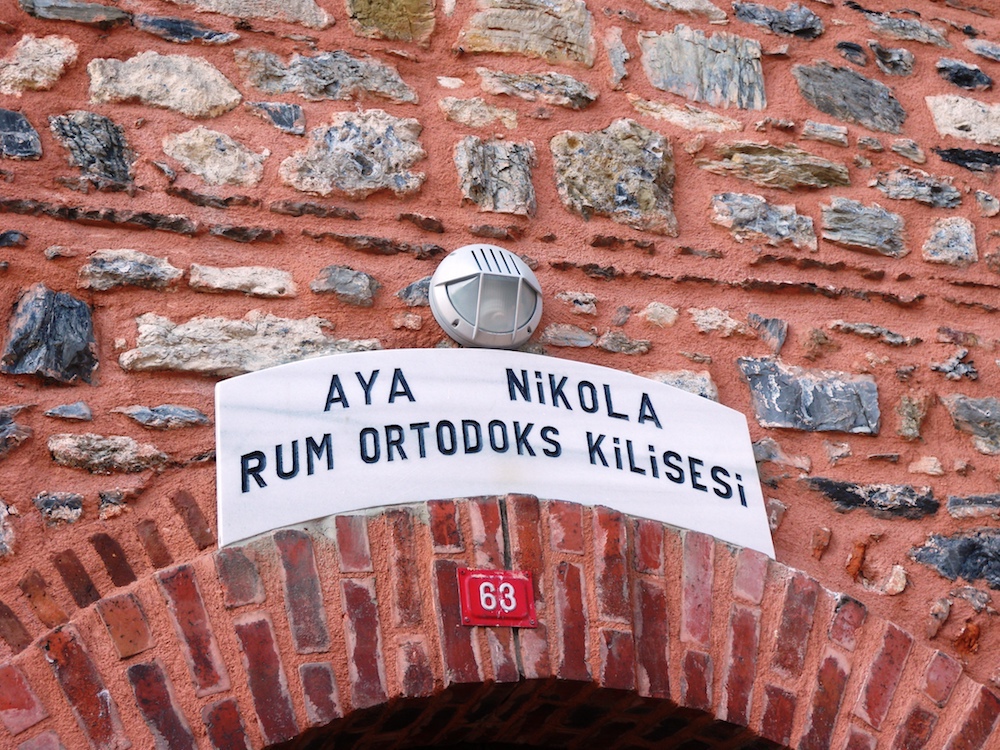 AYA NiKOLA
RUM ORTODOKS KiLiSESi
63